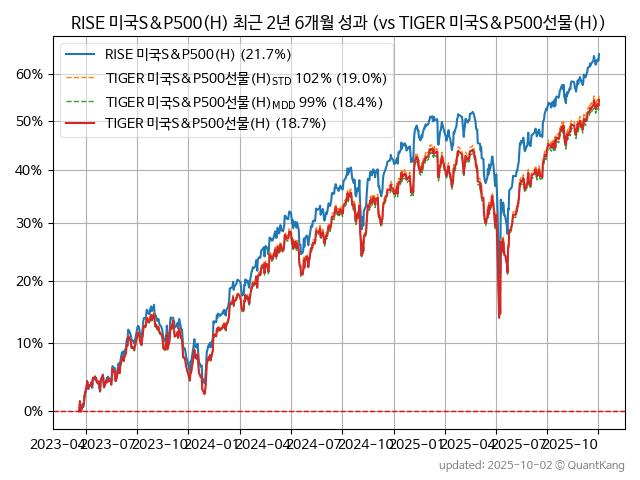 RISE 미국S&P500(H) 최근 2년 6개월 성과 (vs TIGER 미국S&P500선물(H))
RISE 미국S&P500(H) (21.7%)
TIGER 미국S&P500선물(H)STD 102% (19.0%)
TIGER 미국S&P500선물(H)MDD 99% (18.4%)
TIGER 미국S&P500선물(H) (18.7%)
60%
50%
40%
30%
20%
10%
0%
2023-04 2023-07 2023-10 2024-01 2024-04 2024-07 2024-10 2025-01 2025-04 2025-07 2025-10
updated: 2025-10-02 © QuantKang